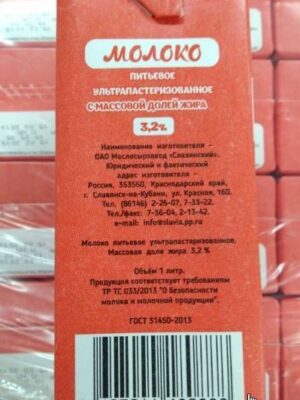 МОЛОКО
ПИТЬЕВОЕ
УЛЬТРАПАСТЕРИЗОВАННОЕ
С МАССОВОЙ ДОЛЕЙ ЖИРА
3,2%
Наименование изготовителя –
ОАО Маслосырзавод «Славянский».
Юридический и фактический
адрес изготовителя –
Россия, 353560, Краснодарский край,
г. Славянск-на-Кубани, ул. Красная, 160.
Тел. (86146) 2-26-07, 7-33-22.
Тел./факс: 7-36-04, 2-13-42.
e-mail: info@slavia.pp.ru
Молоко питьевое ультрапастеризованное.
Массовая доля жира 3,2 %
Объём 1 литр.
Продукция соответствует требованиям
ТР ТС 033/2013 "О безопасности
молока и молочной продукции".
ГОСТ 31450-2013